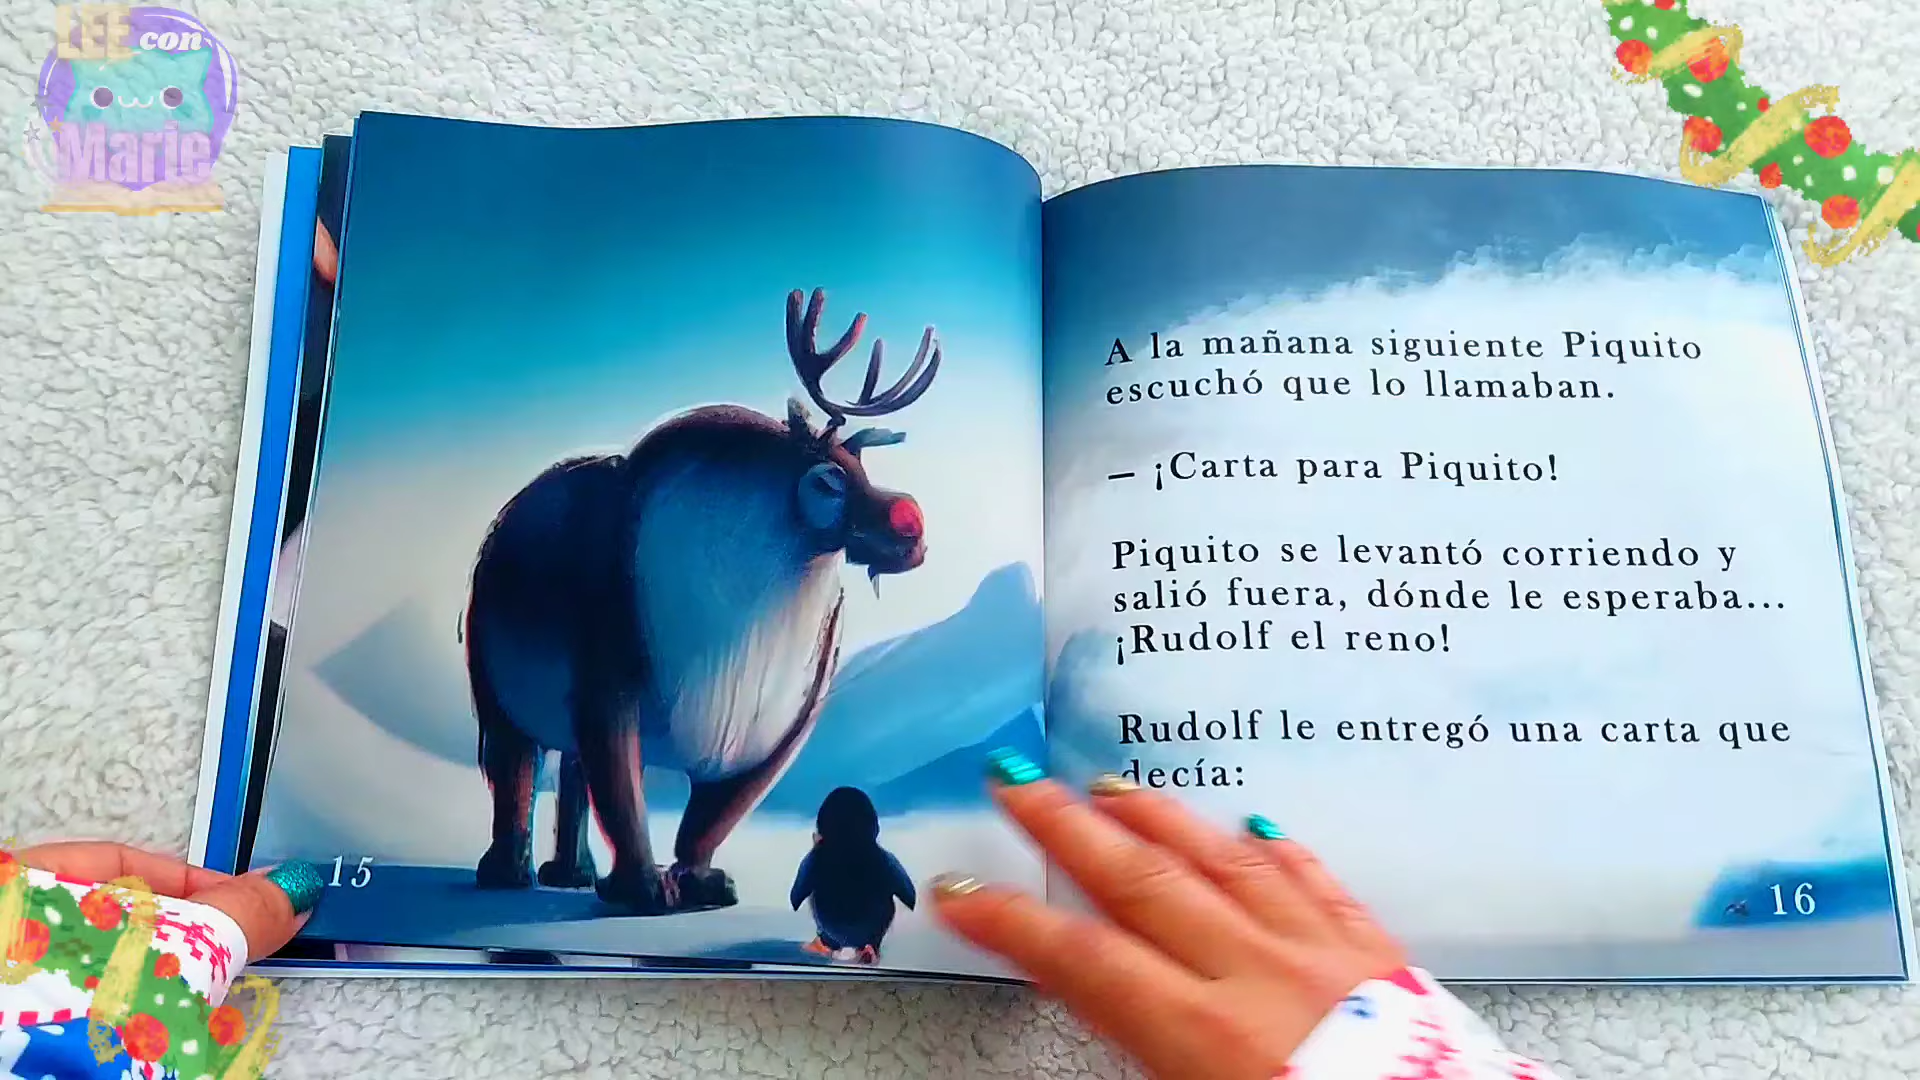 LEE con
Marie
15
A la mañana siguiente Piquito
escuchó que lo llamaban.
– ¡Carta para Piquito!
Piquito se levantó corriendo y
salió fuera, dónde le esperaba...
¡Rudolf el reno!
Rudolf le entregó una carta que
decía:
16